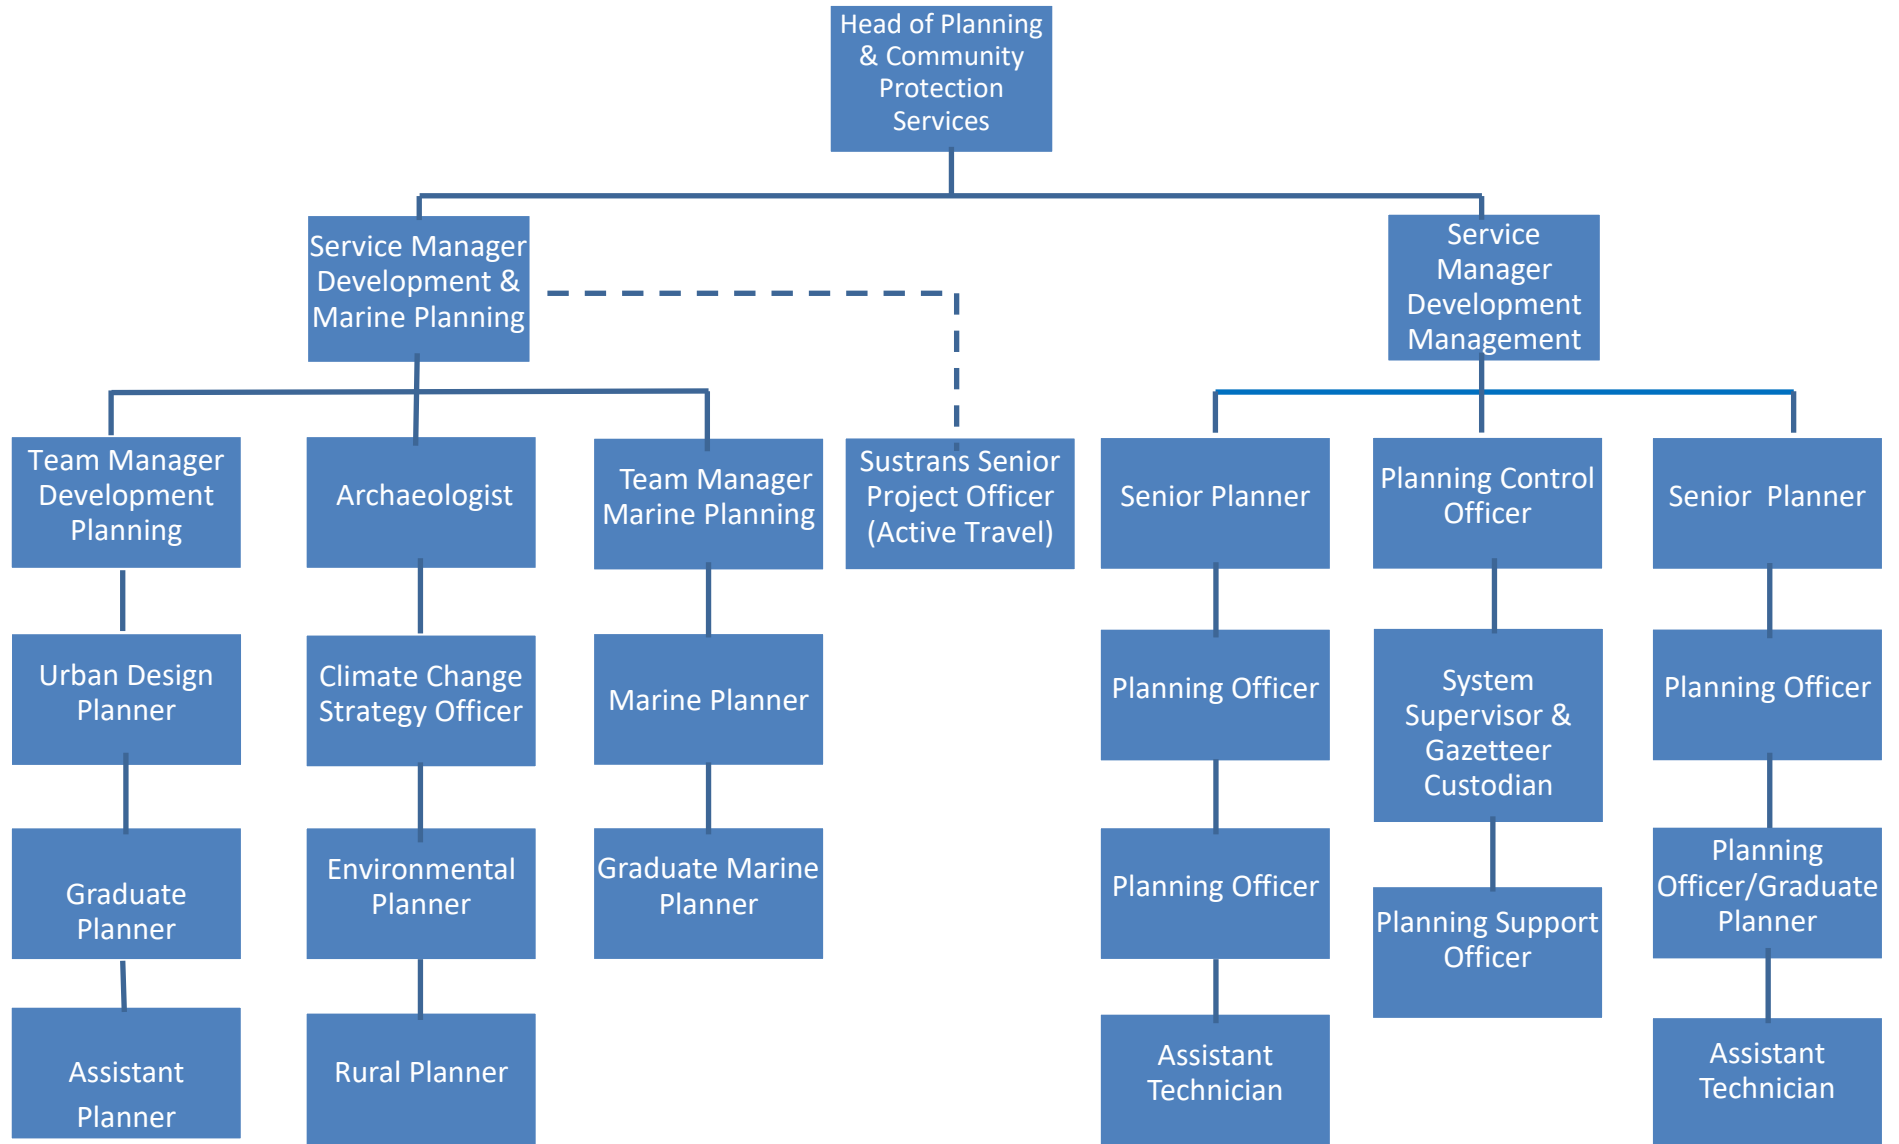 Head of Planning
& Community
Protection
Services
Service Manager
Development &
Marine Planning
Service
Manager
Development
Management
Team Manager
Development
Planning
Archaeologist
Team Manager
Marine Planning
Sustrans Senior
Project Officer
(Active Travel)
Senior Planner
Planning Control
Officer
Senior Planner
Urban Design
Planner
Climate Change
Strategy Officer
Marine Planner
Planning Officer
System
Supervisor &
Gazetteer
Custodian
Planning Officer
Graduate
Planner
Environmental
Planner
Graduate Marine
Planner
Planning Officer
Planning Support
Officer
Planning
Officer/Graduate
Planner
Assistant
Planner
Rural Planner
Assistant
Technician
Assistant
Technician